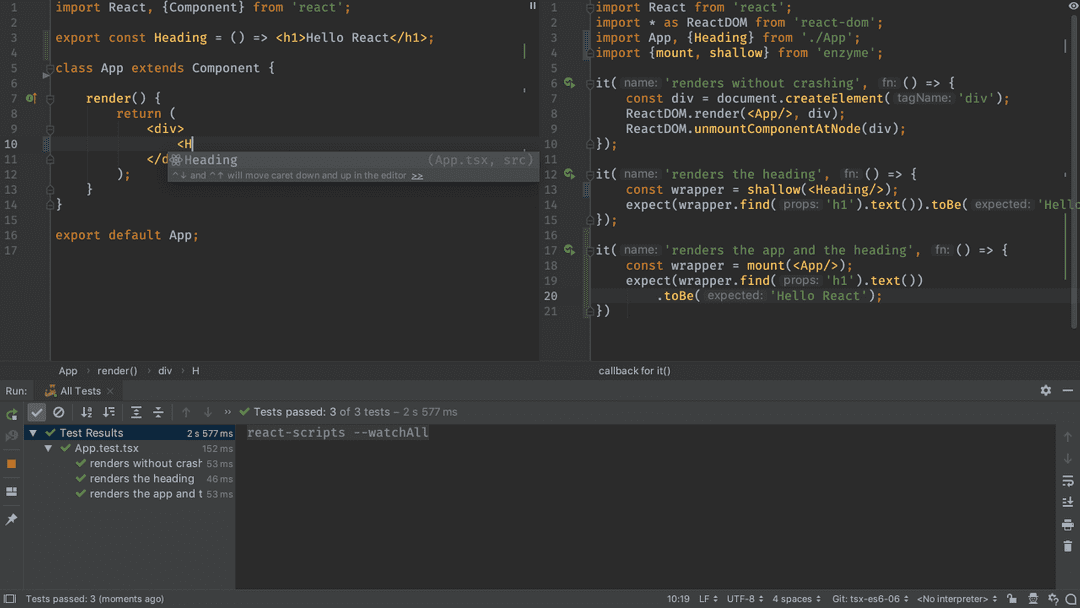 1 import React, {Component} from 'react';
2
3 export const Heading = () => <h1>Hello React</h1>;
4
5 class App extends Component {
6
7 render() {
8 return (
9 <div>
10 <H
Heading (App.tsx, src)
^↓ and ^↑ will move caret down and up in the editor >>
11 </d
12 );
13 }
14 }
15
16 export default App;
17
App › render() › div › H
1 import React from 'react';
2 import * as ReactDOM from 'react-dom';
3 import App, {Heading} from './App';
4 import {mount, shallow} from 'enzyme';
5
6 it( name: 'renders without crashing', fn: () => {
7 const div = document.createElement( tagName: 'div');
8 ReactDOM.render(<App/>, div);
9 ReactDOM.unmountComponentAtNode(div);
10 });
11
12 it( name: 'renders the heading', fn: () => {
13 const wrapper = shallow(<Heading/>);
14 expect(wrapper.find( props: 'h1').text()).toBe( expected: 'Hello
15 });
16
17 it( name: 'renders the app and the heading', fn: () => {
18 const wrapper = mount(<App/>);
19 expect(wrapper.find( props: 'h1').text())
20 .toBe( expected: 'Hello React');
21 })
callback for it()
Run: All Tests ×
›› Tests passed: 3 of 3 tests – 2 s 577 ms
Test Results 2 s 577 ms
App.test.tsx 152 ms
renders without crash 53 ms
renders the heading 46 ms
renders the app and t 53 ms
react-scripts --watchAll
Tests passed: 3 (moments ago) 10:19 LF UTF-8 4 spaces Git: tsx-es6-06 <No interpreter>